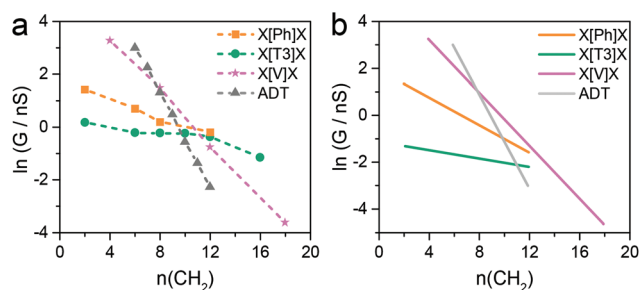 a
ln (G / nS)
4
2
0
-2
-4
0 4 8 12 16 20
n(CH₂)
X[Ph]X
X[T3]X
X[V]X
ADT
b
ln (G / nS)
4
2
0
-2
-4
0 4 8 12 16 20
n(CH₂)
X[Ph]X
X[T3]X
X[V]X
ADT